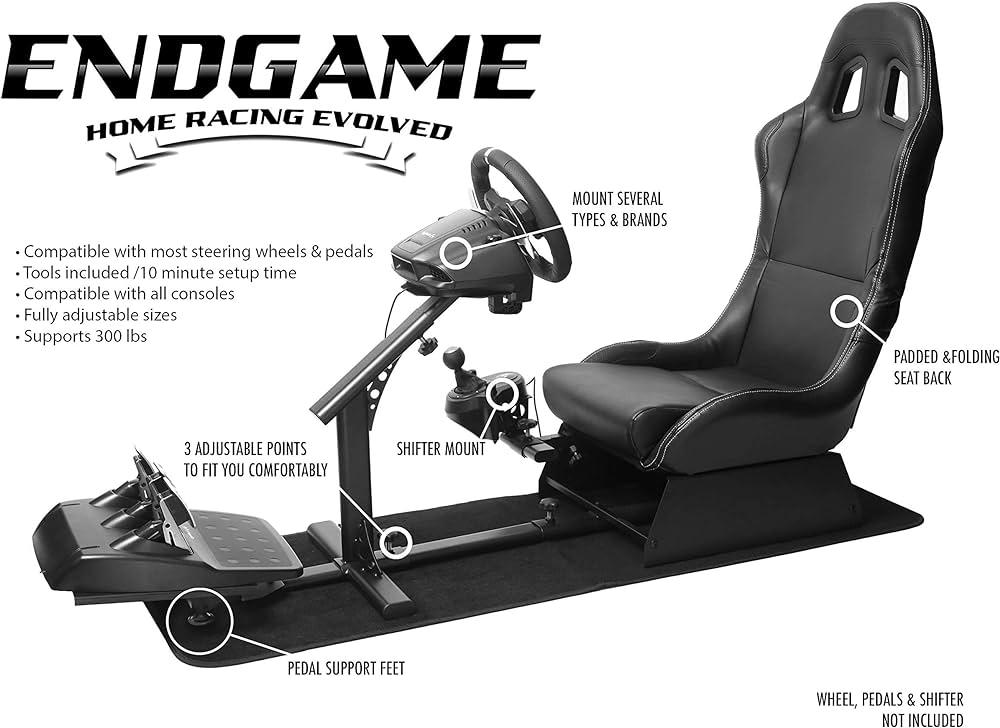 ENDGAME
HOME RACING EVOLVED
MOUNT SEVERAL
TYPES & BRANDS
• Compatible with most steering wheels & pedals
• Tools included /10 minute setup time
• Compatible with all consoles
• Fully adjustable sizes
• Supports 300 lbs
PADDED &FOLDING
SEAT BACK
3 ADJUSTABLE POINTS
TO FIT YOU COMFORTABLY
SHIFTER MOUNT
PEDAL SUPPORT FEET
WHEEL, PEDALS & SHIFTER
NOT INCLUDED